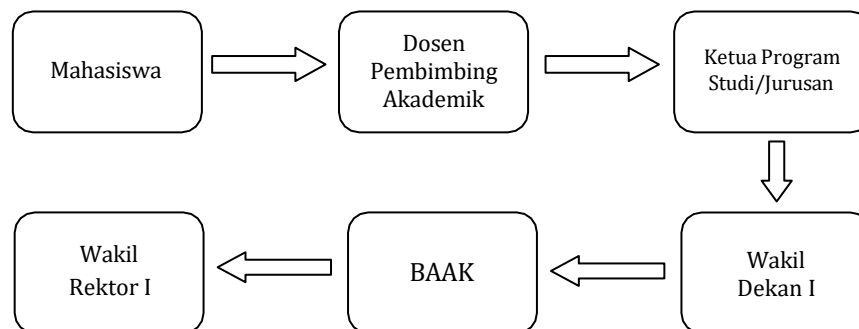 Mahasiswa
Dosen
Pembimbing
Akademik
Ketua Program
Studi/Jurusan
Wakil
Dekan I
BAAK
Wakil
Rektor I